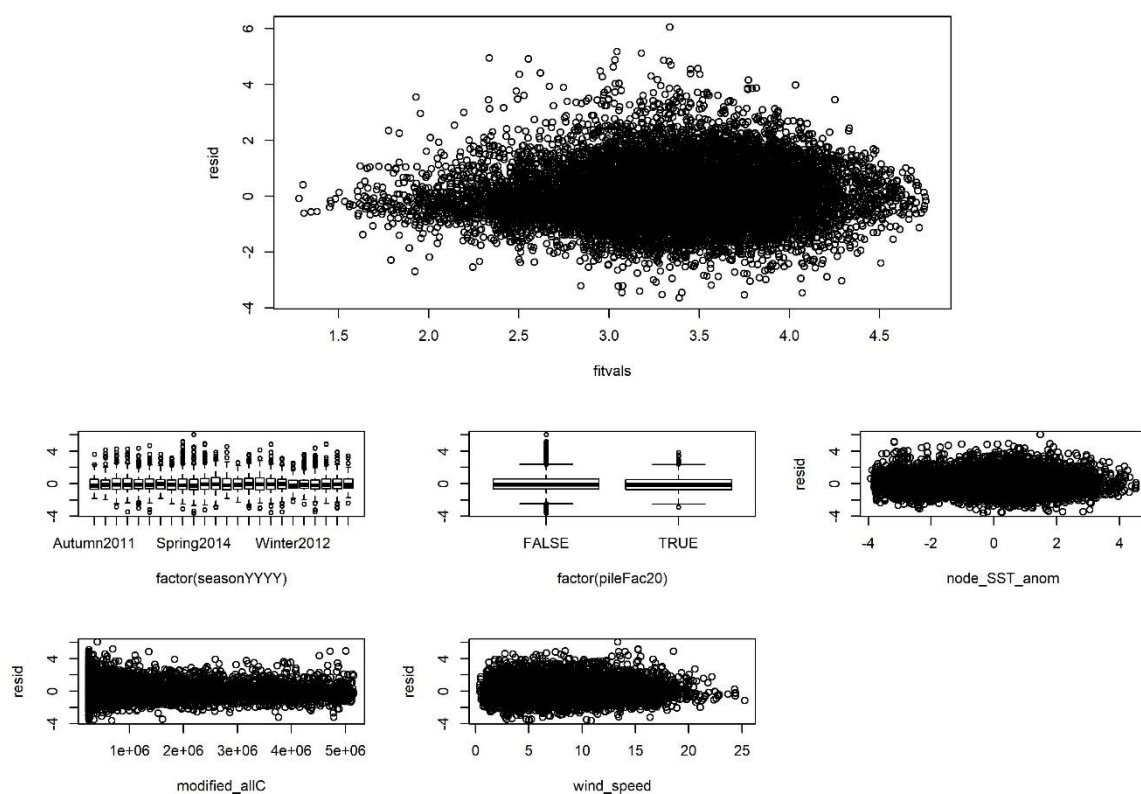 6
4
2
0
-2
-4
resid
1.5 2.0 2.5 3.0 3.5 4.0 4.5
fitvals
4
0
-4
resid
Autumn2011 Spring2014 Winter2012
factor(seasonYYYY)
4
0
-4
resid
FALSE TRUE
factor(pileFac20)
4
0
-4
resid
-4 -2 0 2 4
node_SST_anom
4
0
-4
resid
1e+06 2e+06 3e+06 4e+06 5e+06
modified_allC
4
0
-4
resid
0 5 10 15 20 25
wind_speed